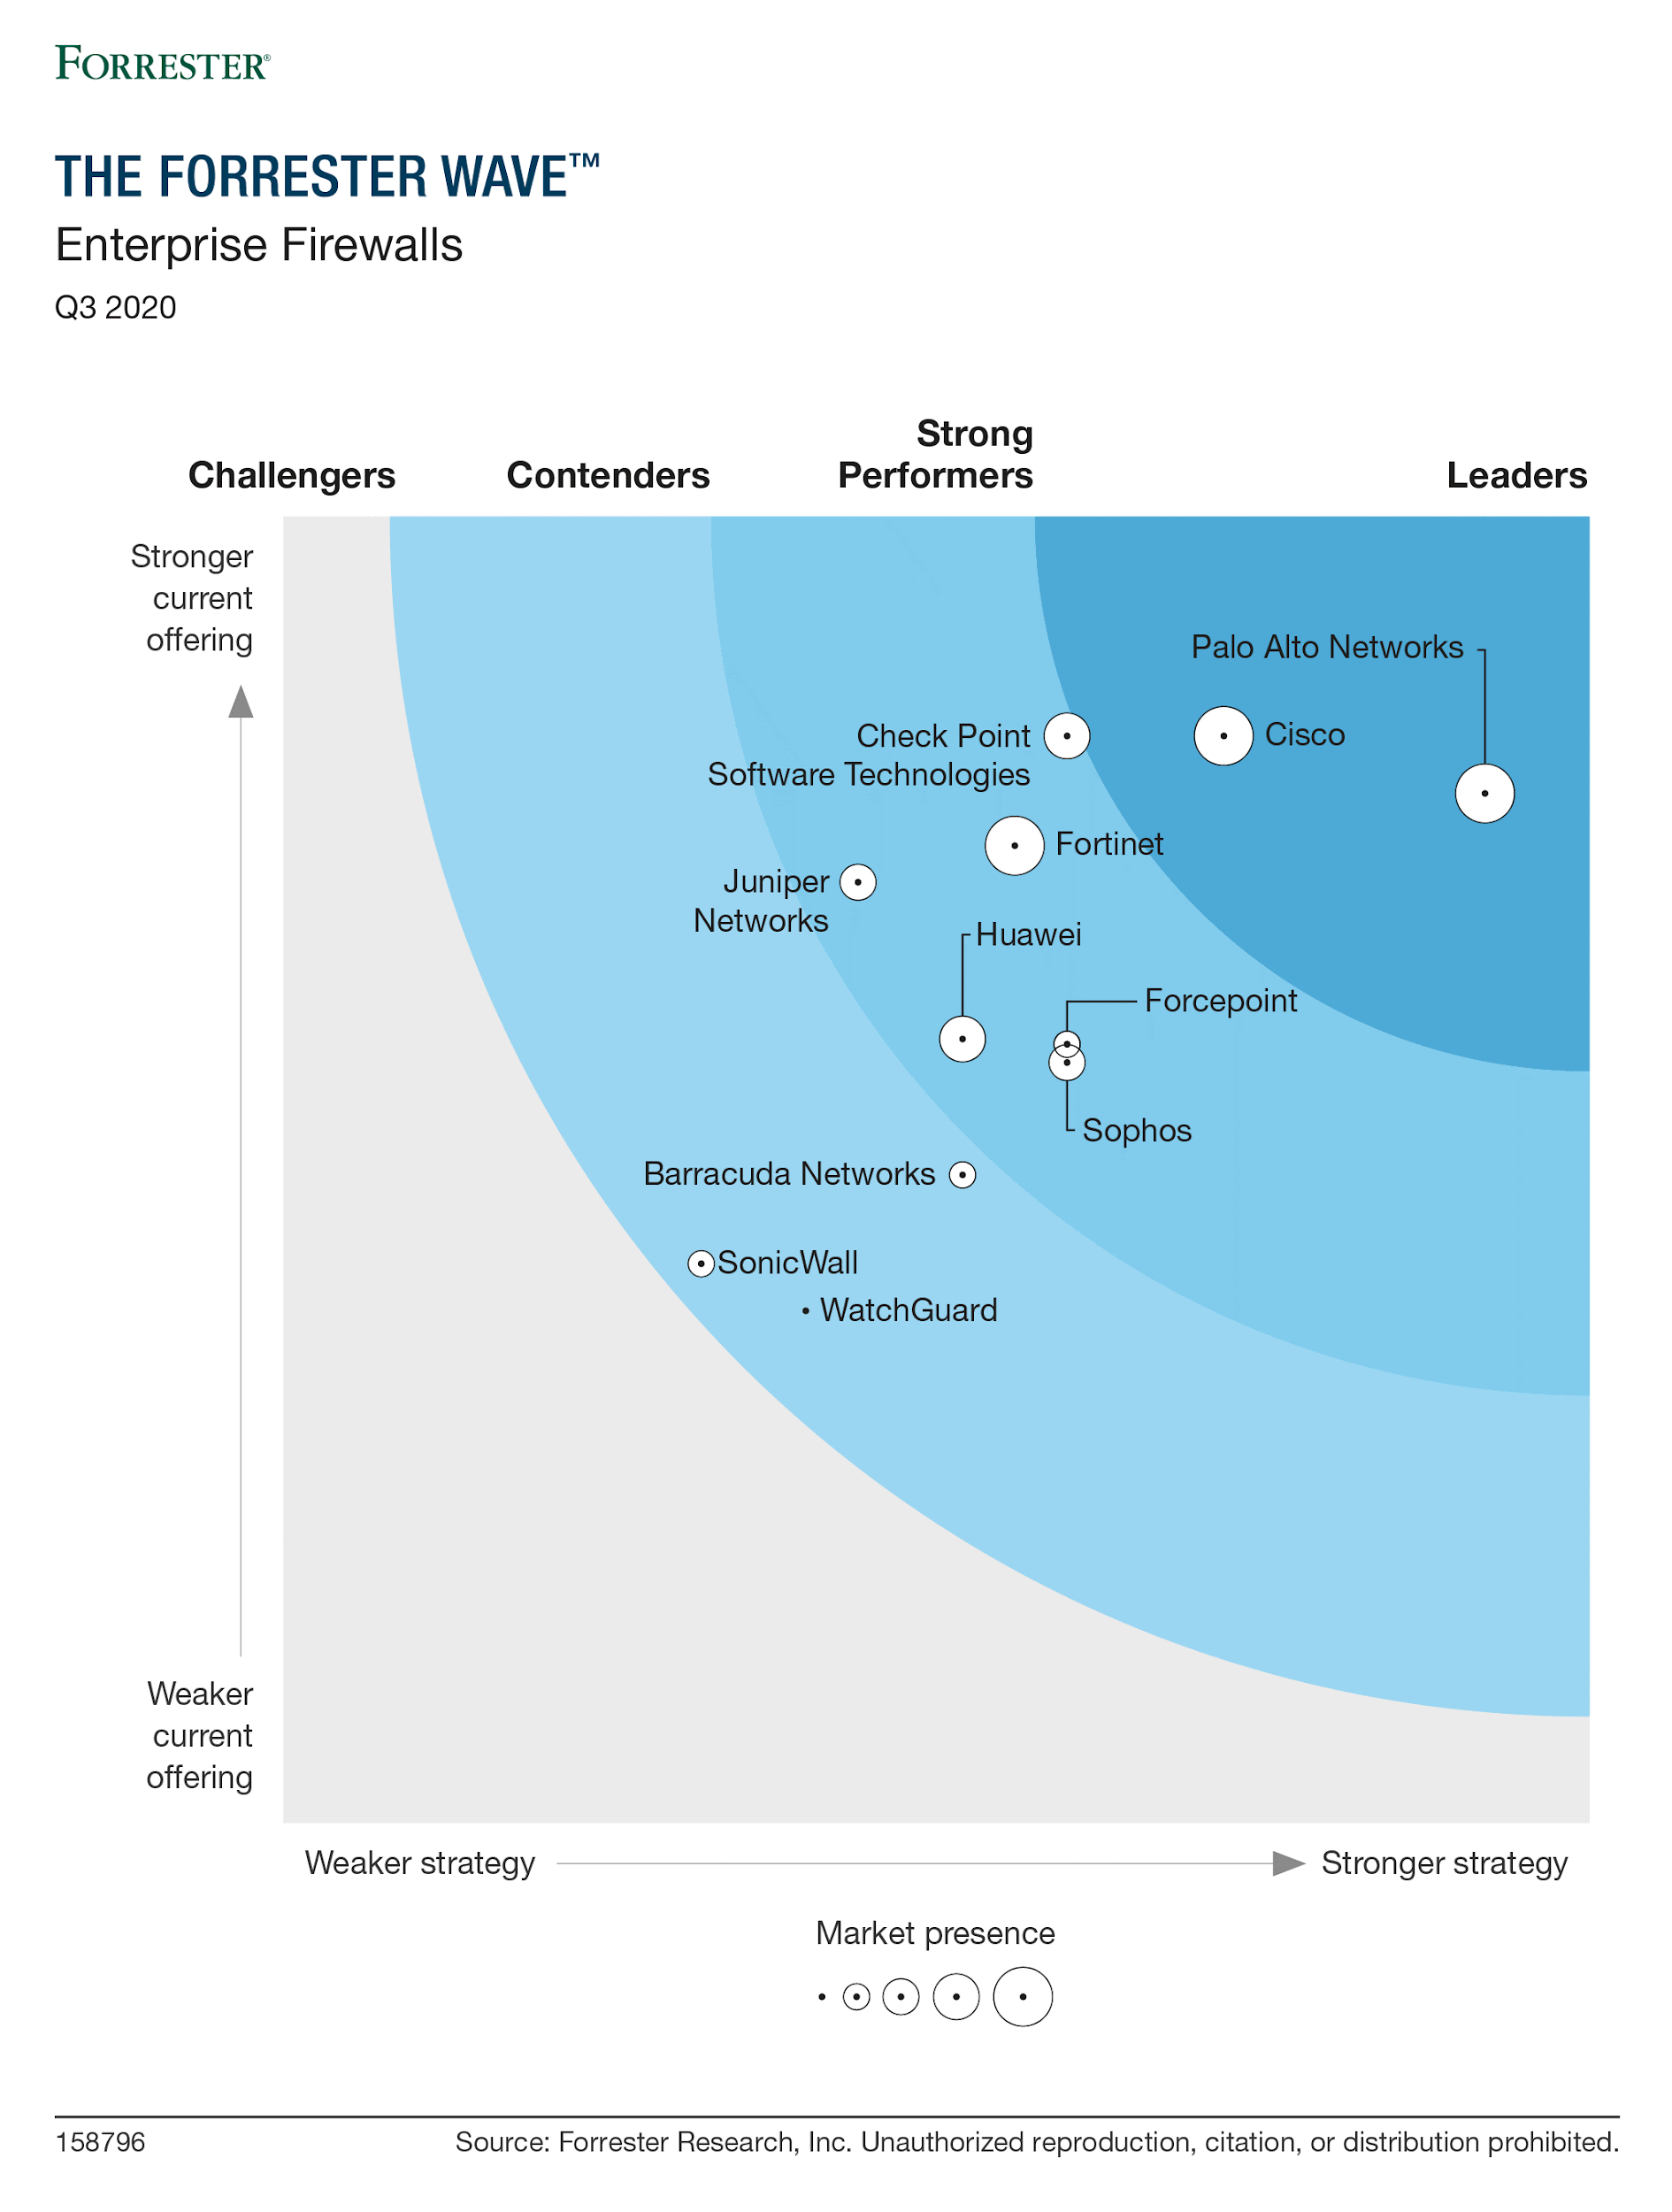 FORRESTER®
THE FORRESTER WAVE™
Enterprise Firewalls
Q3 2020
Challengers
Contenders
Strong
Performers
Leaders
Stronger
current
offering
Palo Alto Networks
Check Point
Software Technologies
Cisco
Fortinet
Juniper
Networks
Huawei
Forcepoint
Sophos
Barracuda Networks
SonicWall
WatchGuard
Weaker
current
offering
Weaker strategy
Stronger strategy
Market presence
158796
Source: Forrester Research, Inc. Unauthorized reproduction, citation, or distribution prohibited.